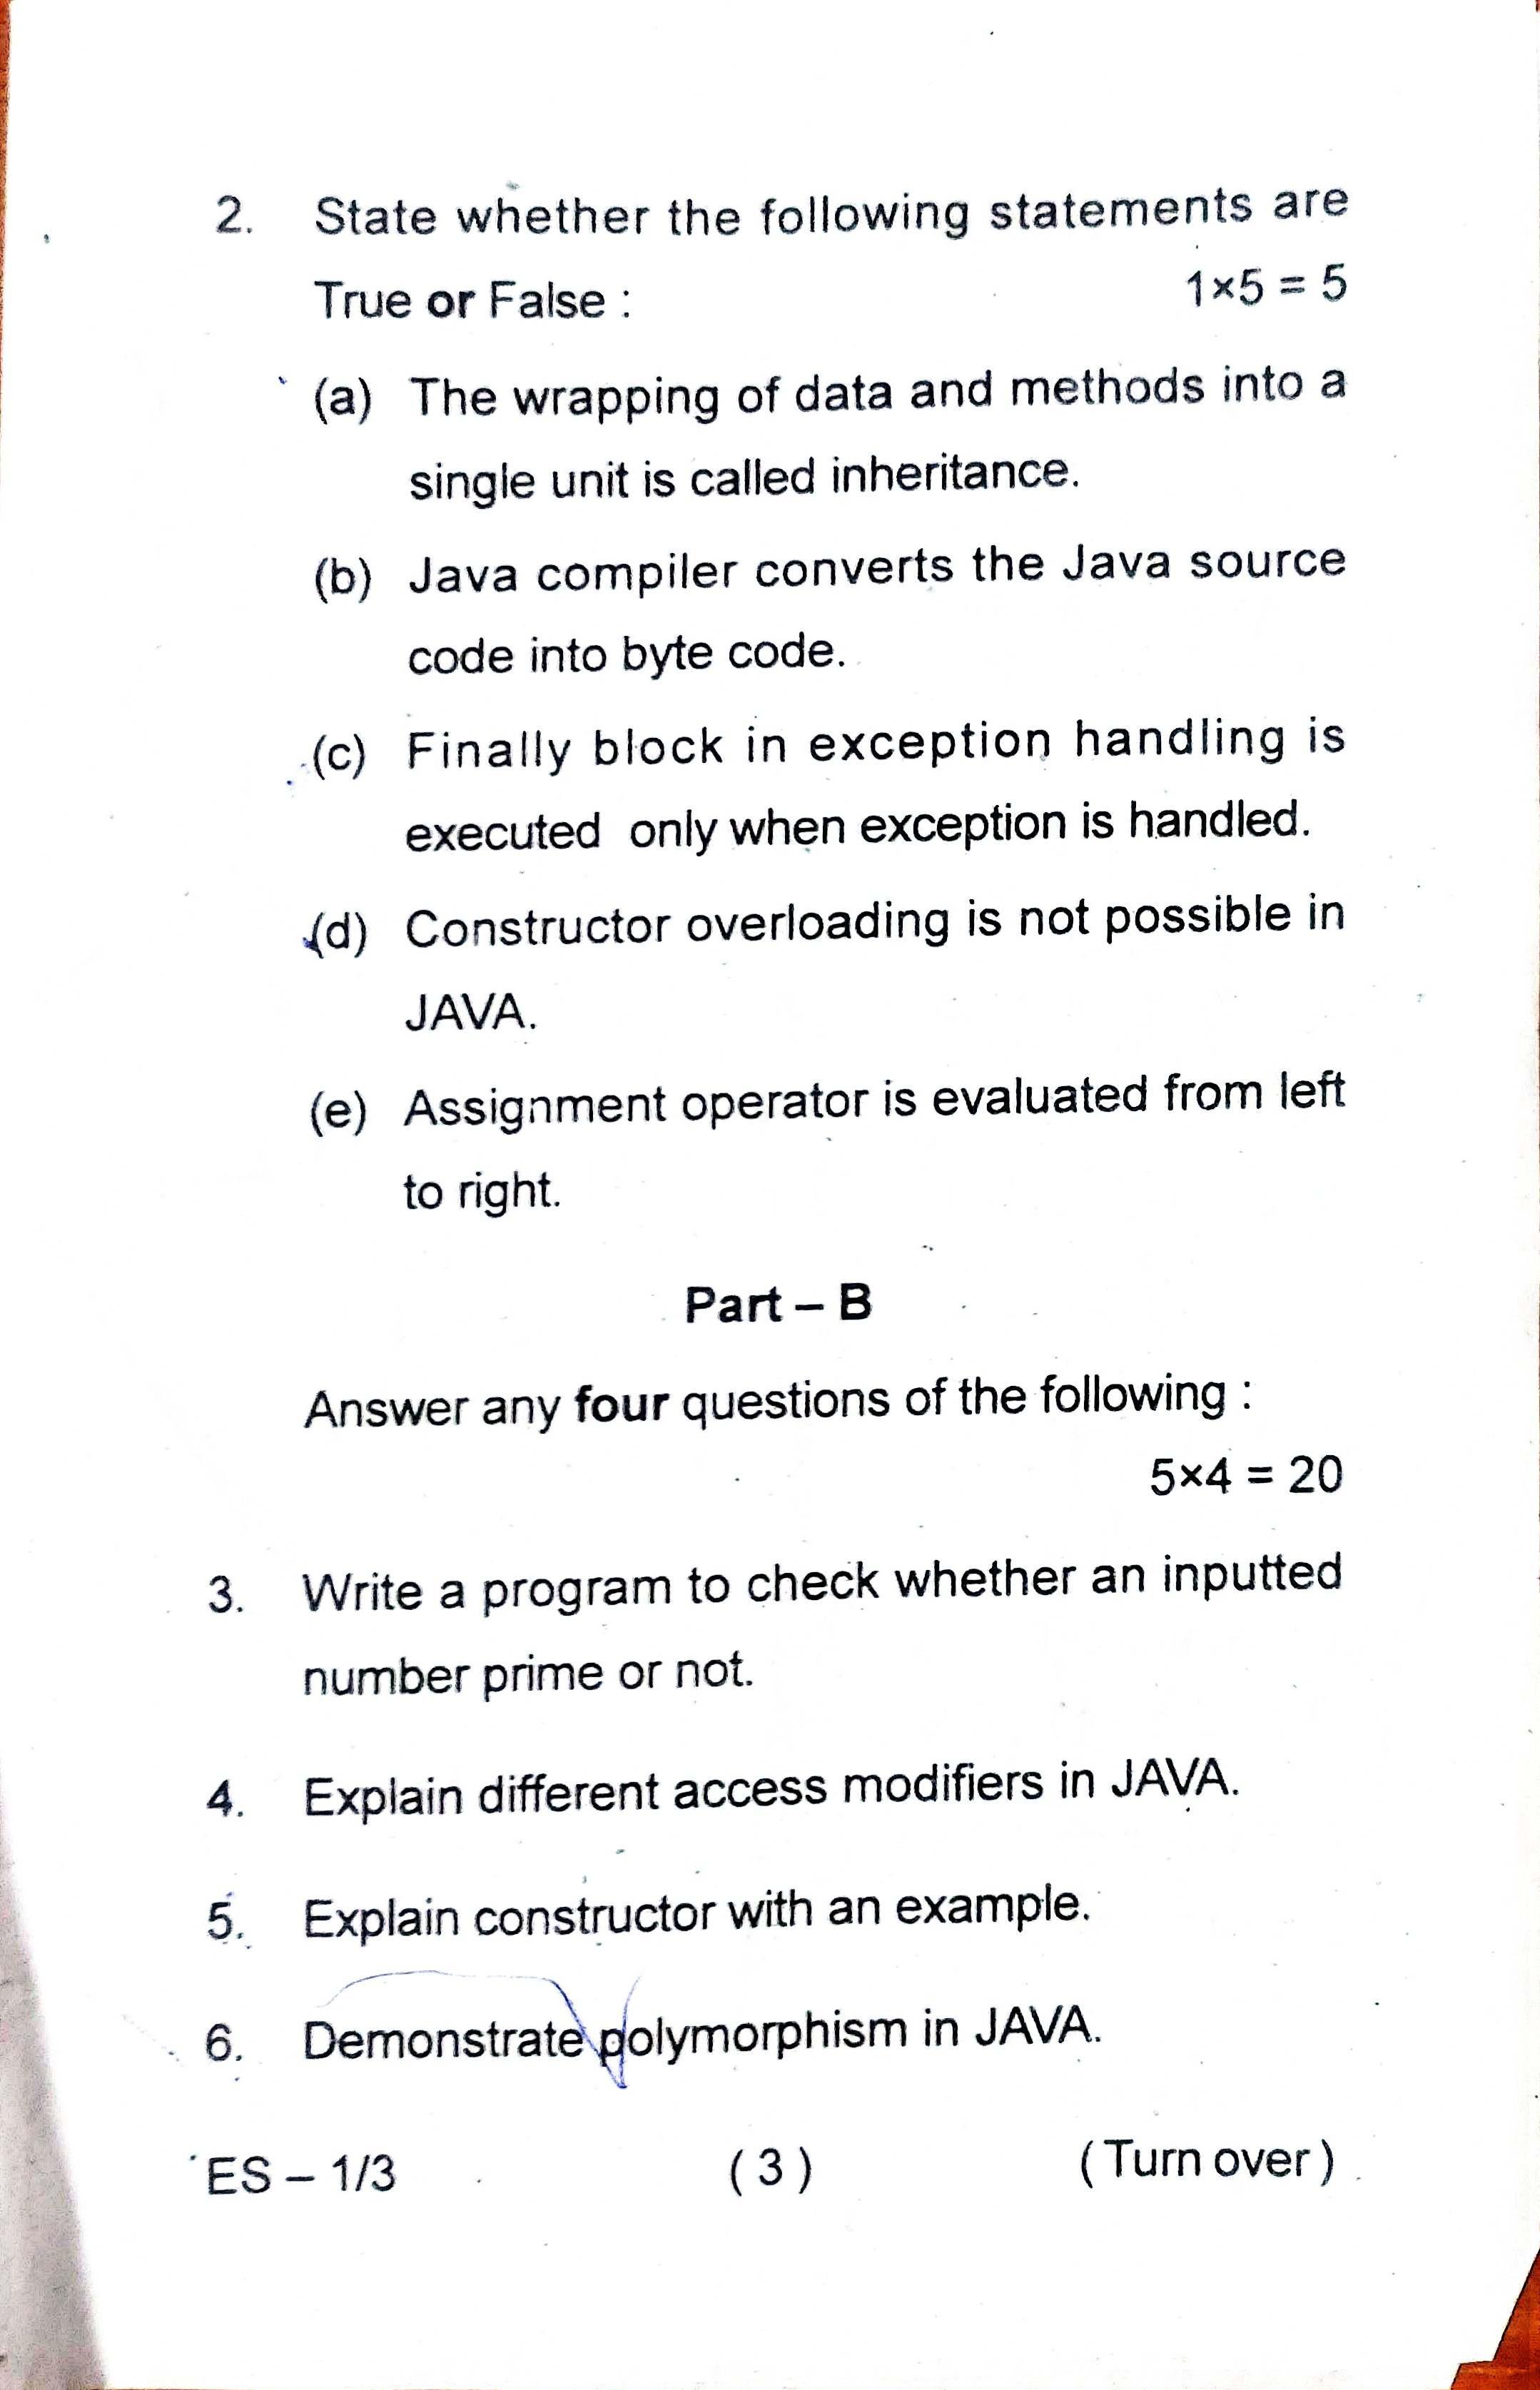 2. State whether the following statements are
True or False : 1×5 = 5
(a) The wrapping of data and methods into a
single unit is called inheritance.
(b) Java compiler converts the Java source
code into byte code.
(c) Finally block in exception handling is
executed only when exception is handled.
(d) Constructor overloading is not possible in
JAVA.
(e) Assignment operator is evaluated from left
to right.
Part – B
Answer any four questions of the following :
5×4 = 20
3. Write a program to check whether an inputted
number prime or not.
4. Explain different access modifiers in JAVA.
5. Explain constructor with an example.
6. Demonstrate polymorphism in JAVA.
ES – 1/3 ( 3 ) ( Turn over )